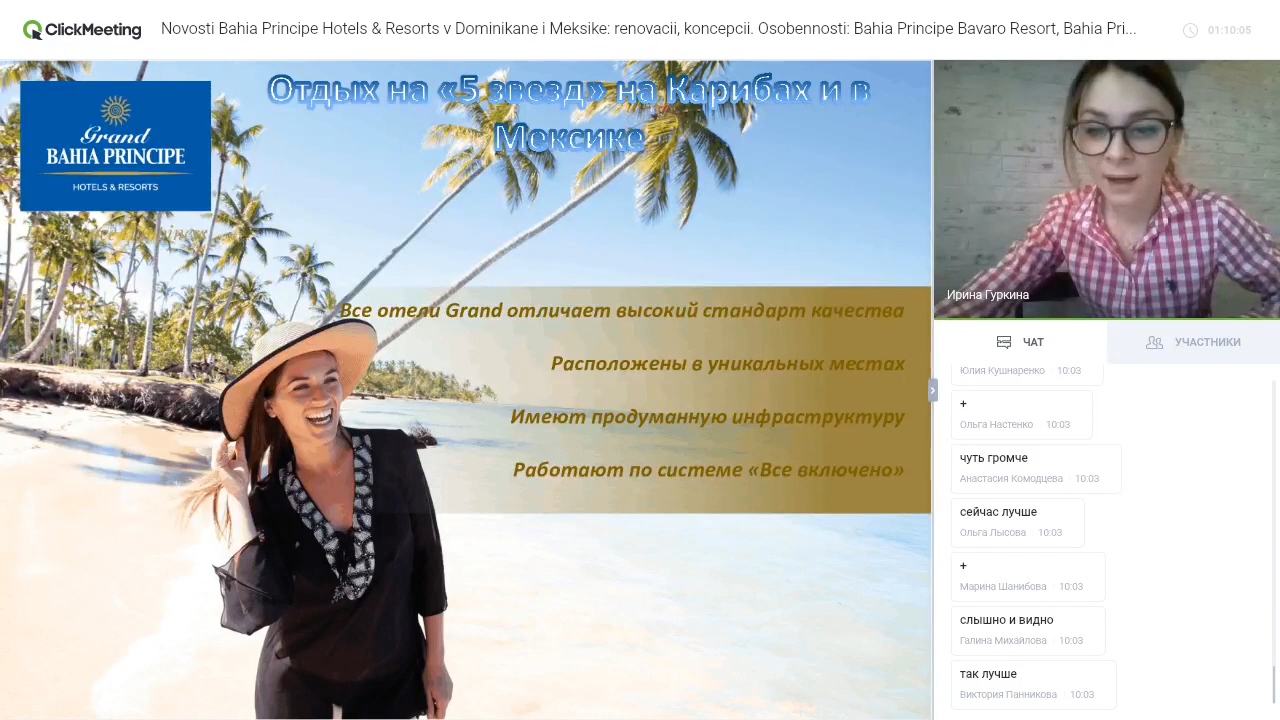 ClickMeeting
Novosti Bahia Principe Hotels & Resorts v Dominikane i Meksike: renovacii, koncepcii. Osobennosti: Bahia Principe Bavaro Resort, Bahia Pri...
01:10:05
Отдых на «5 звезд» на Карибах и в
Мексике
Grand
BAHIA PRINCIPE
HOTELS & RESORTS
Все отели Grand отличает высокий стандарт качества
Расположены в уникальных местах
Имеют продуманную инфраструктуру
Работают по системе «Все включено»
Ирина Гуркина
ЧАТ
УЧАСТНИКИ
Юлия Кушнаренко 10:03
+
Ольга Настенко 10:03
чуть громче
Анастасия Комодцева 10:03
сейчас лучше
Ольга Лысова 10:03
+
Марина Шанибова 10:03
слышно и видно
Галина Михайлова 10:03
так лучше
Виктория Панникова 10:03